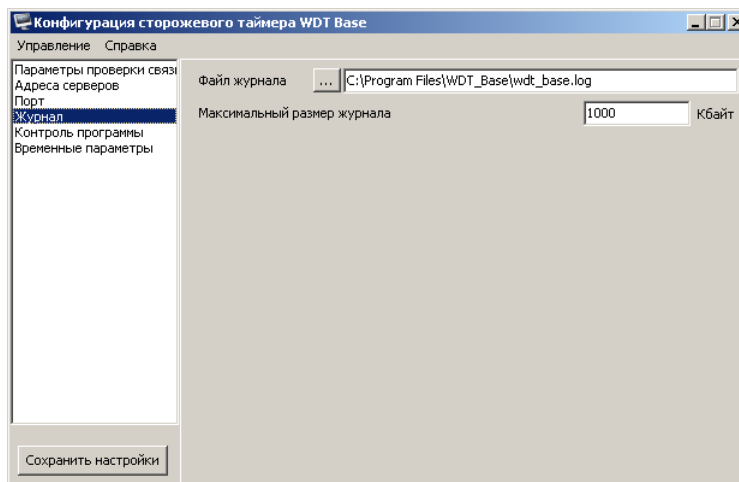 Конфигурация сторожевого таймера WDT Base
Управление Справка
Параметры проверки связи
Адреса серверов
Порт
Журнал
Контроль программы
Временные параметры
Файл журнала ... C:\Program Files\WDT_Base\wdt_base.log
Максимальный размер журнала 1000 Кбайт
Сохранить настройки